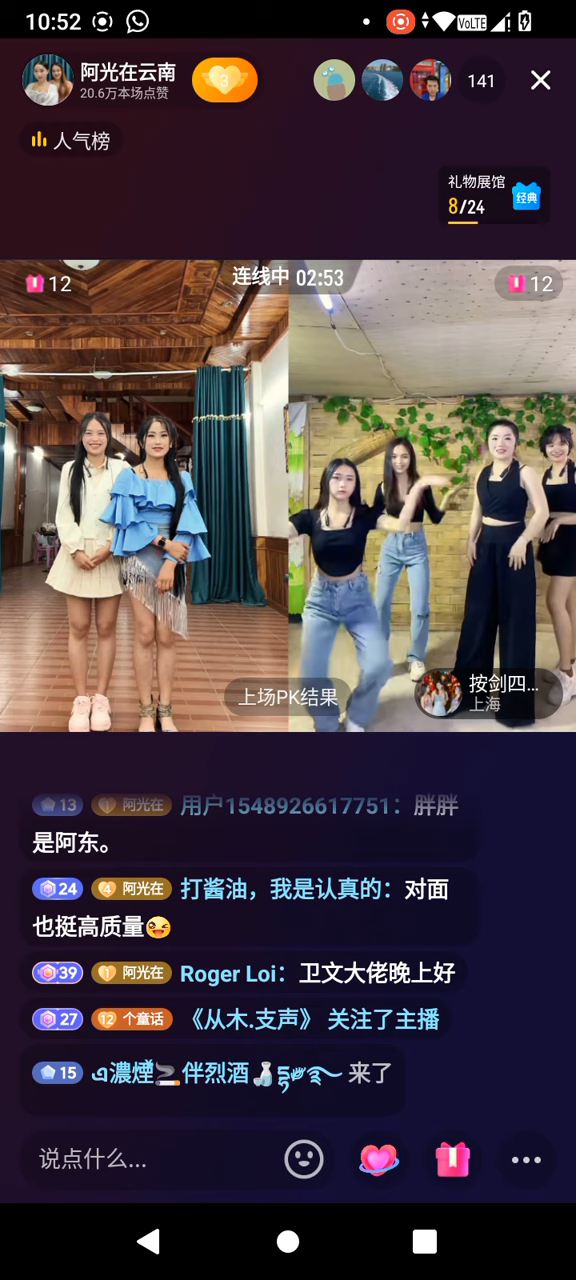 10:52
VoLTE
阿光在云南
20.6万本场点赞
3
141
人气榜
礼物展馆
8/24
经典
12
连线中 02:53
12
上场PK结果
按剑四...
上海
13 1 阿光在 用户1548926617751：胖胖
是阿东。
24 4 阿光在 打酱油，我是认真的：对面
也挺高质量😜
39 1 阿光在 Roger Loi：卫文大佬晚上好
27 12 个童话 《从木.支声》 关注了主播
15 濃煙🚬伴烈酒🍶 来了
说点什么...